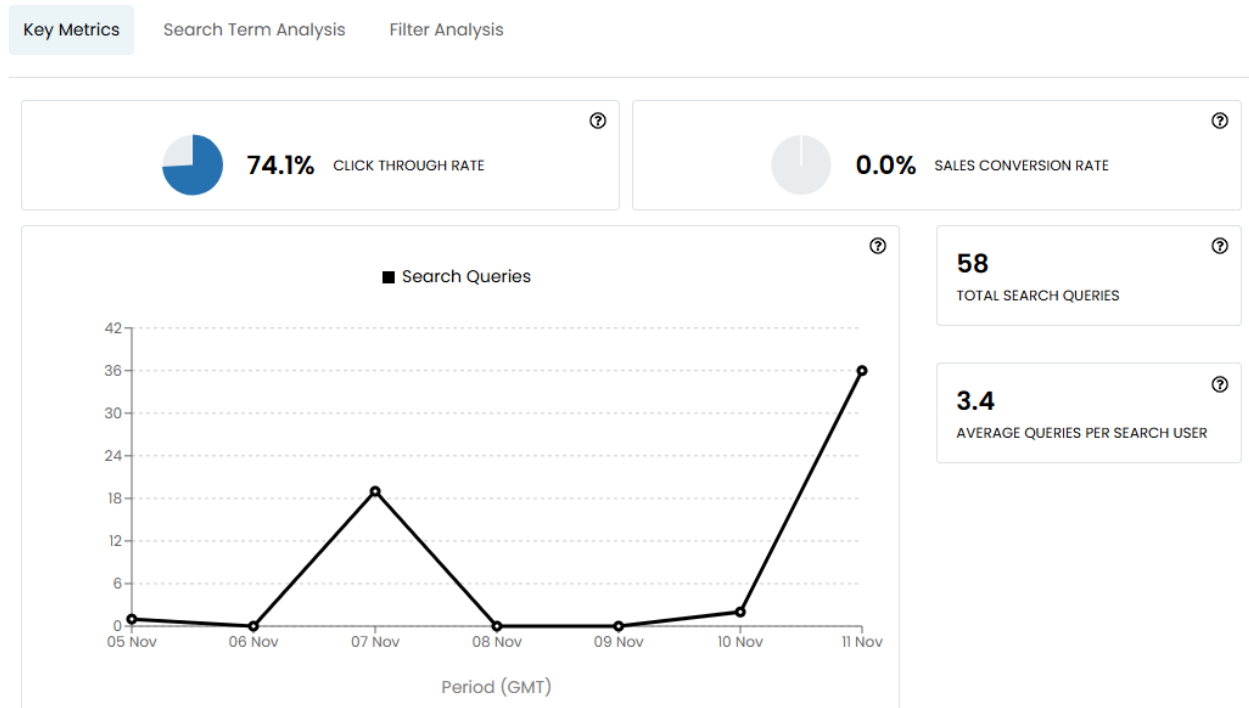 Key Metrics Search Term Analysis Filter Analysis
74.1% CLICK THROUGH RATE
0.0% SALES CONVERSION RATE
Search Queries
42
36
30
24
18
12
6
0
05 Nov 06 Nov 07 Nov 08 Nov 09 Nov 10 Nov 11 Nov
Period (GMT)
58
TOTAL SEARCH QUERIES
3.4
AVERAGE QUERIES PER SEARCH USER